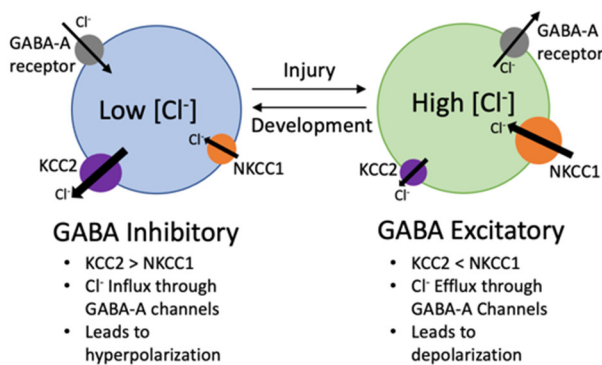 Cl⁻
GABA-A
receptor
Low [Cl⁻]
KCC2
Cl⁻
Cl⁻
NKCC1
Injury
Development
GABA-A
receptor
Cl⁻
High [Cl⁻]
Cl⁻
NKCC1
KCC2
Cl⁻
GABA Inhibitory
• KCC2 > NKCC1
• Cl⁻ Influx through
GABA-A channels
• Leads to
hyperpolarization
GABA Excitatory
• KCC2 < NKCC1
• Cl⁻ Efflux through
GABA-A Channels
• Leads to
depolarization